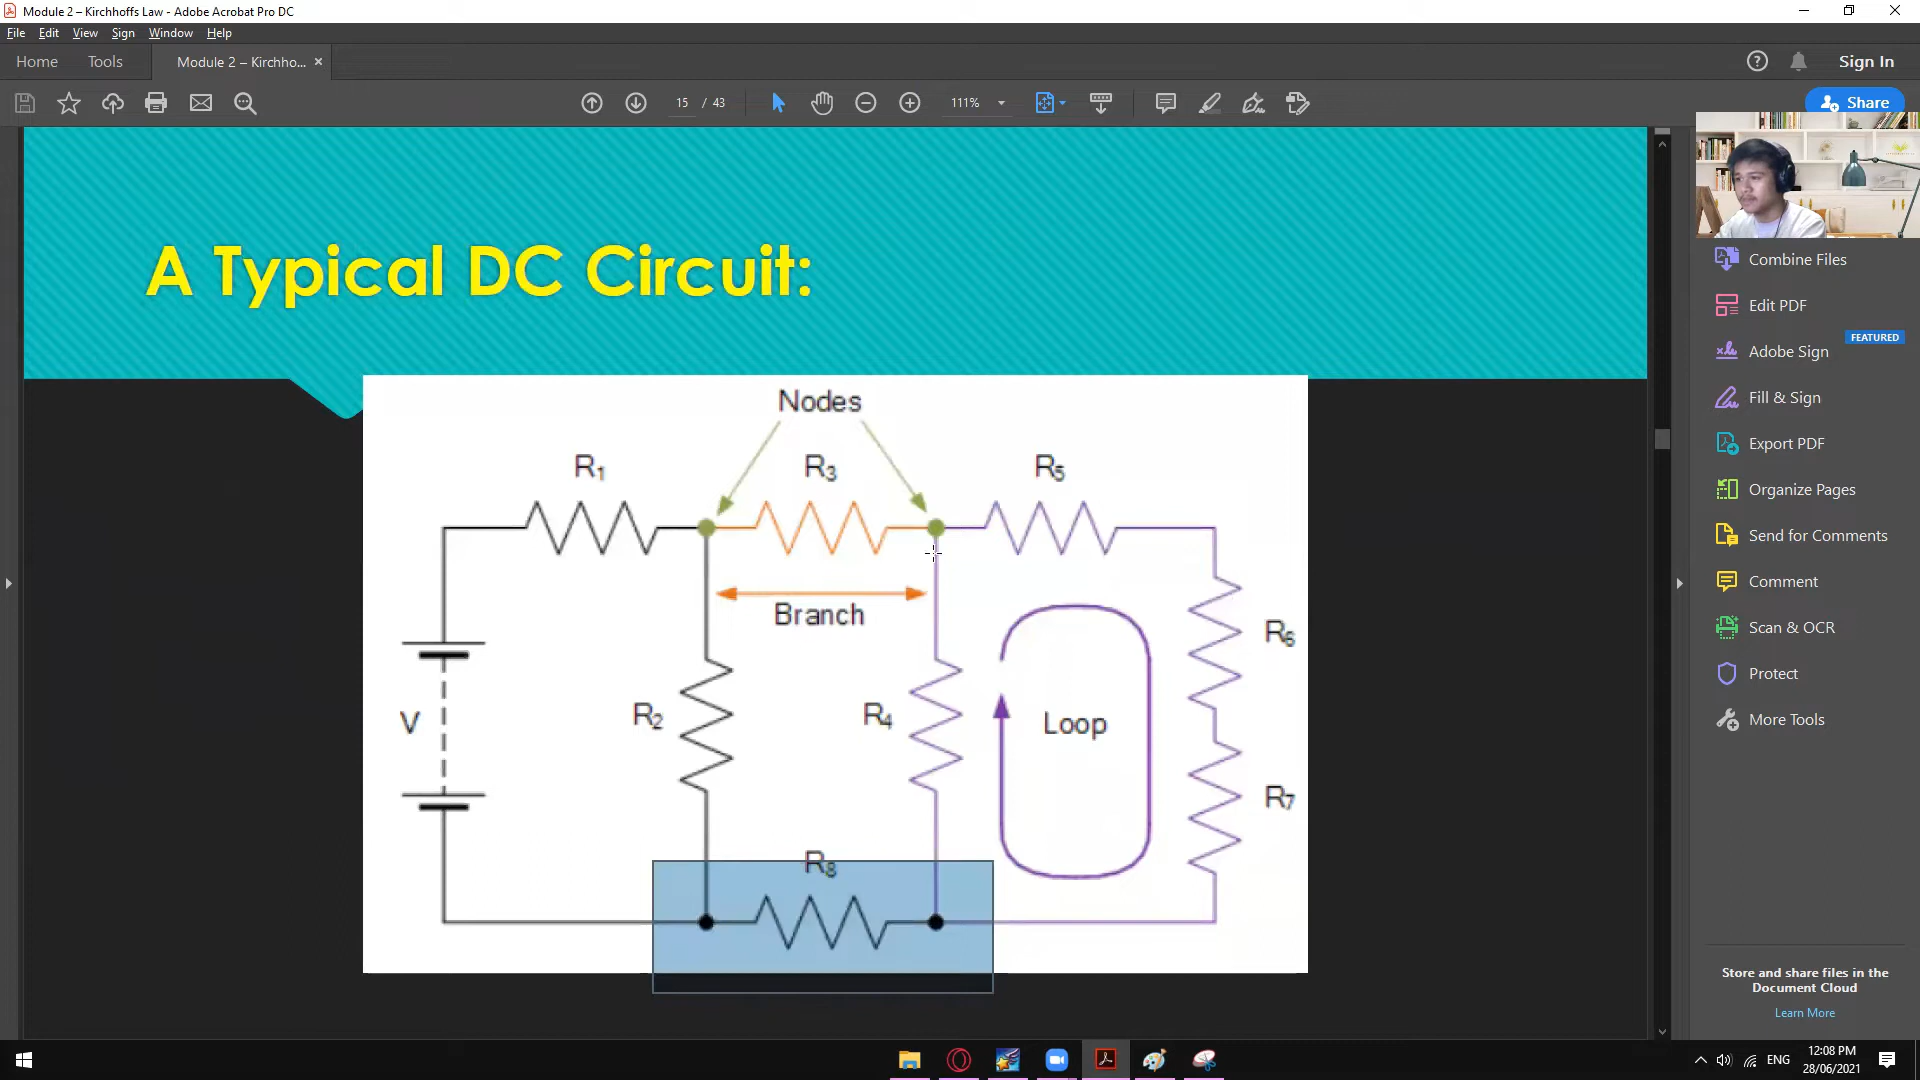 Module 2 – Kirchhoffs Law - Adobe Acrobat Pro DC
File Edit View Sign Window Help
Home Tools Module 2 – Kirchho... × Sign In
15 / 43 111% Share
A Typical DC Circuit:
Nodes
R1 R3 R5
Branch
R6
V R2 R4 Loop
R7
R8
Combine Files
Edit PDF
FEATURED
Adobe Sign
Fill & Sign
Export PDF
Organize Pages
Send for Comments
Comment
Scan & OCR
Protect
More Tools
Store and share files in the
Document Cloud
Learn More
ENG 12:08 PM
28/06/2021